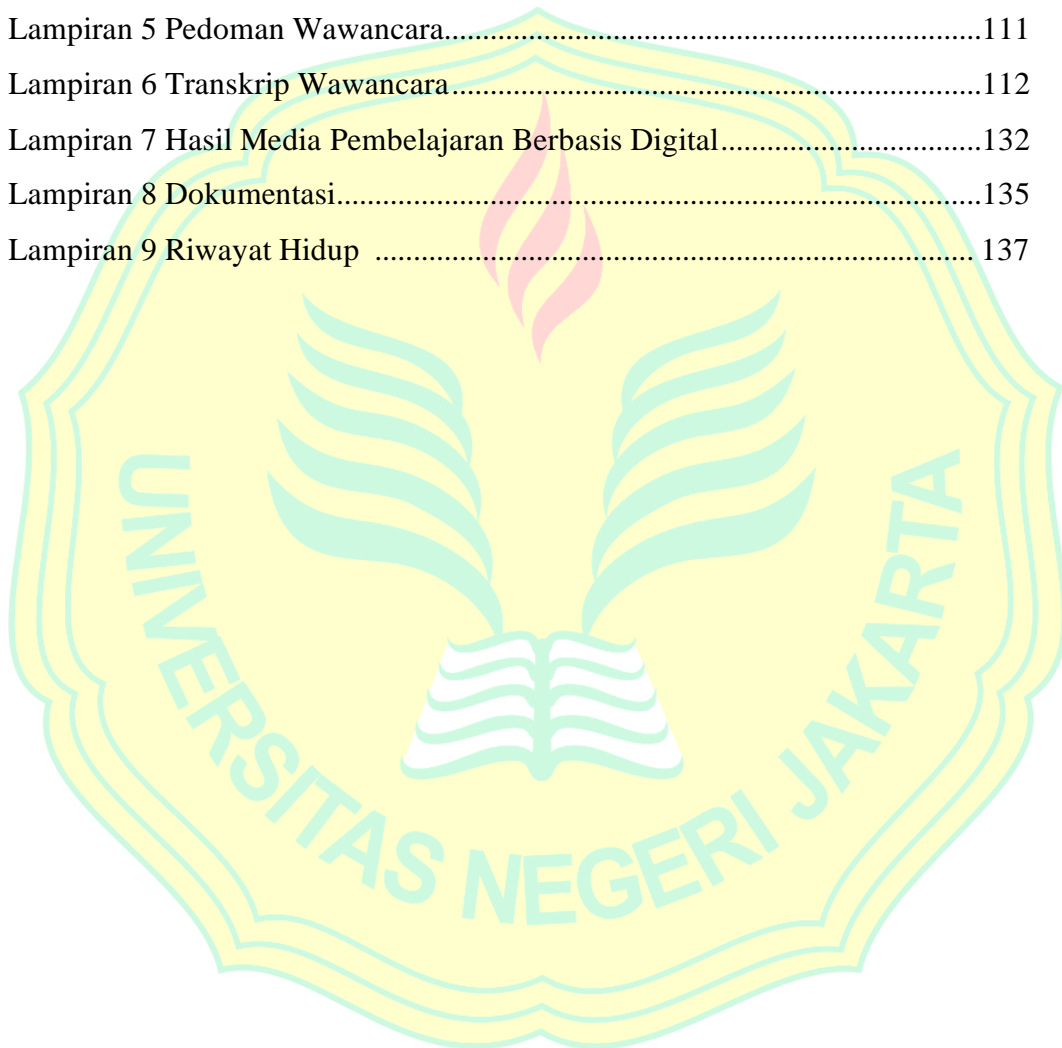 Lampiran 5 Pedoman Wawancara......................................................................111
Lampiran 6 Transkrip Wawancara.....................................................................112
Lampiran 7 Hasil Media Pembelajaran Berbasis Digital..................................132
Lampiran 8 Dokumentasi....................................................................................135
Lampiran 9 Riwayat Hidup .............................................................................. 137
UNIVERSITAS NEGERI JAKARTA